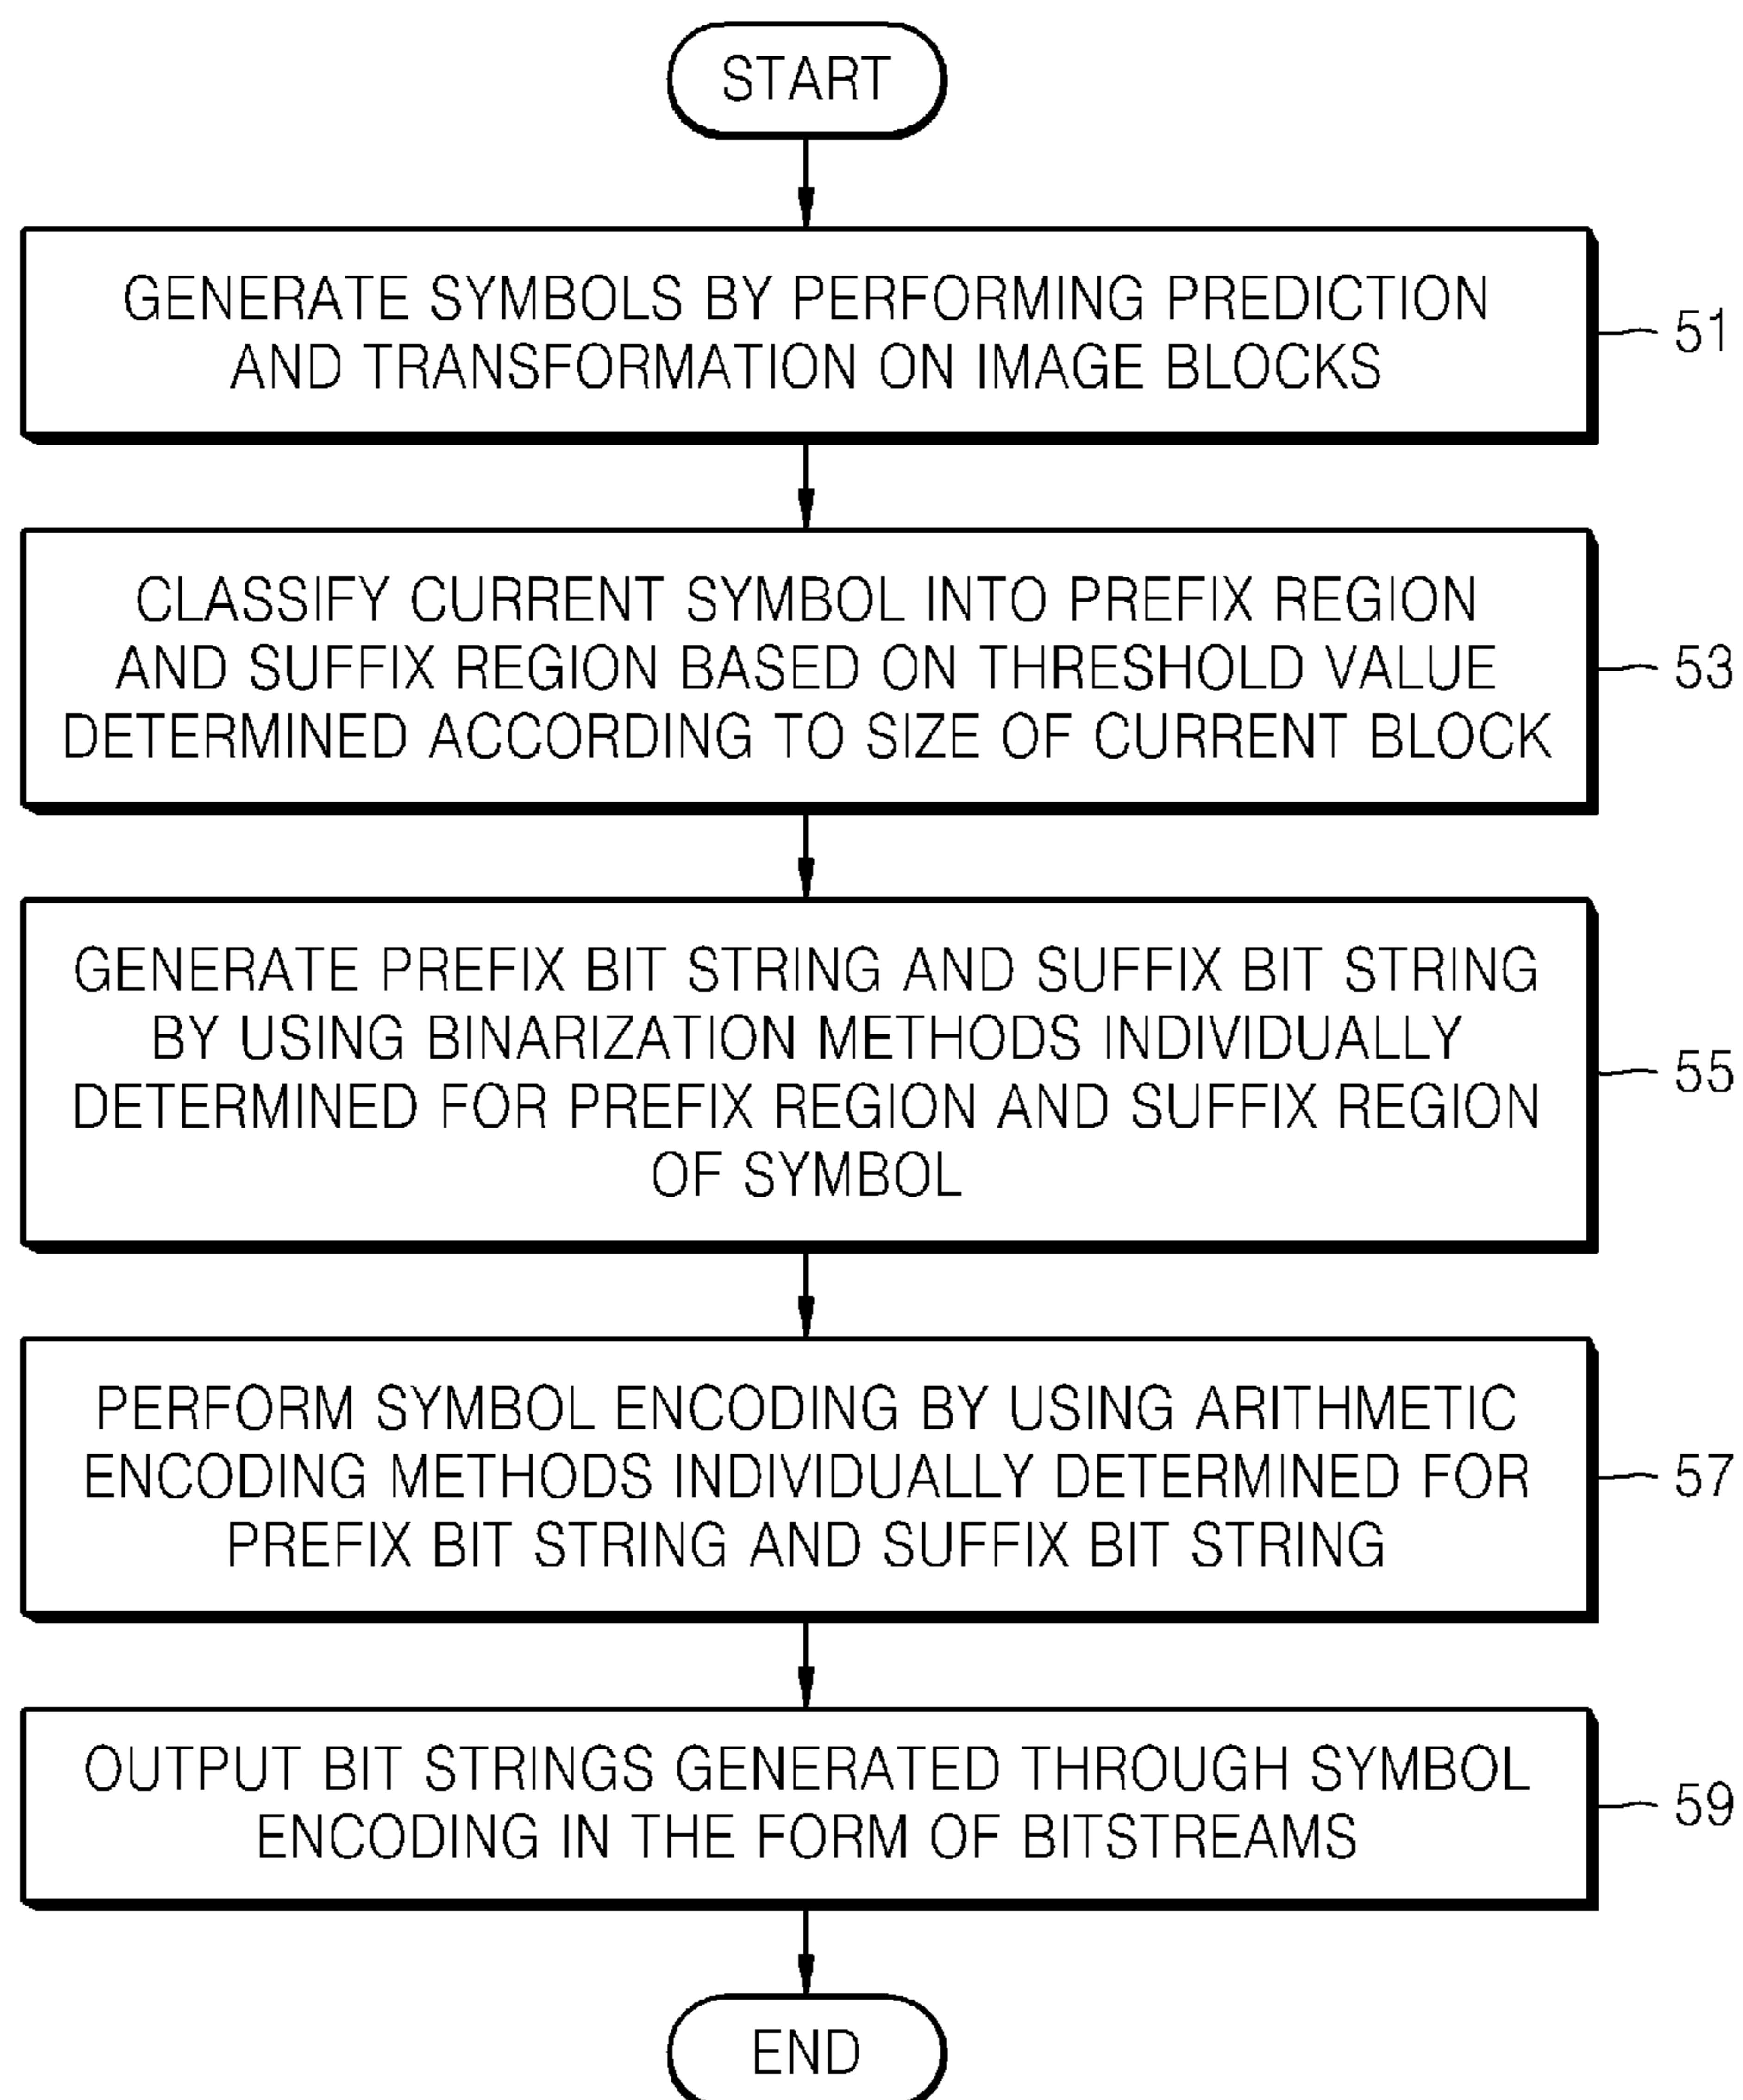 START
GENERATE SYMBOLS BY PERFORMING PREDICTION
AND TRANSFORMATION ON IMAGE BLOCKS
51
CLASSIFY CURRENT SYMBOL INTO PREFIX REGION
AND SUFFIX REGION BASED ON THRESHOLD VALUE
DETERMINED ACCORDING TO SIZE OF CURRENT BLOCK
53
GENERATE PREFIX BIT STRING AND SUFFIX BIT STRING
BY USING BINARIZATION METHODS INDIVIDUALLY
DETERMINED FOR PREFIX REGION AND SUFFIX REGION
OF SYMBOL
55
PERFORM SYMBOL ENCODING BY USING ARITHMETIC
ENCODING METHODS INDIVIDUALLY DETERMINED FOR
PREFIX BIT STRING AND SUFFIX BIT STRING
57
OUTPUT BIT STRINGS GENERATED THROUGH SYMBOL
ENCODING IN THE FORM OF BITSTREAMS
59
END